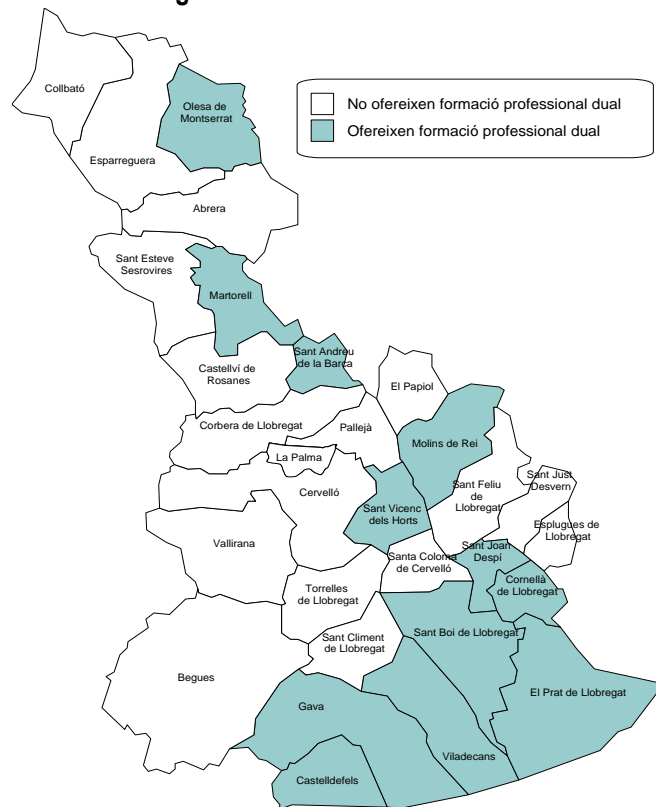 Collbató
Olesa de
Montserrat
No ofereixen formació professional dual
Ofereixen formació professional dual
Esparreguera
Abrera
Sant Esteve
Sesrovires
Martorell
Sant Andreu
de la Barca
Castellví de
Rosanes
El Papiol
Corbera de Llobregat
Pallejà
Molins de Rei
La Palma
Cervelló
Sant Feliu
de
Llobregat
Sant Just
Desvern
Sant Vicenc
dels Horts
Esplugues de
Llobregat
Vallirana
Santa Coloma
de Cervelló
Sant Joan
Despí
Cornellà
de Llobregat
Torrelles
de Llobregat
Sant Climent
de Llobregat
Sant Boi de Llobregat
Begues
El Prat de Llobregat
Gava
Viladecans
Castelldefels